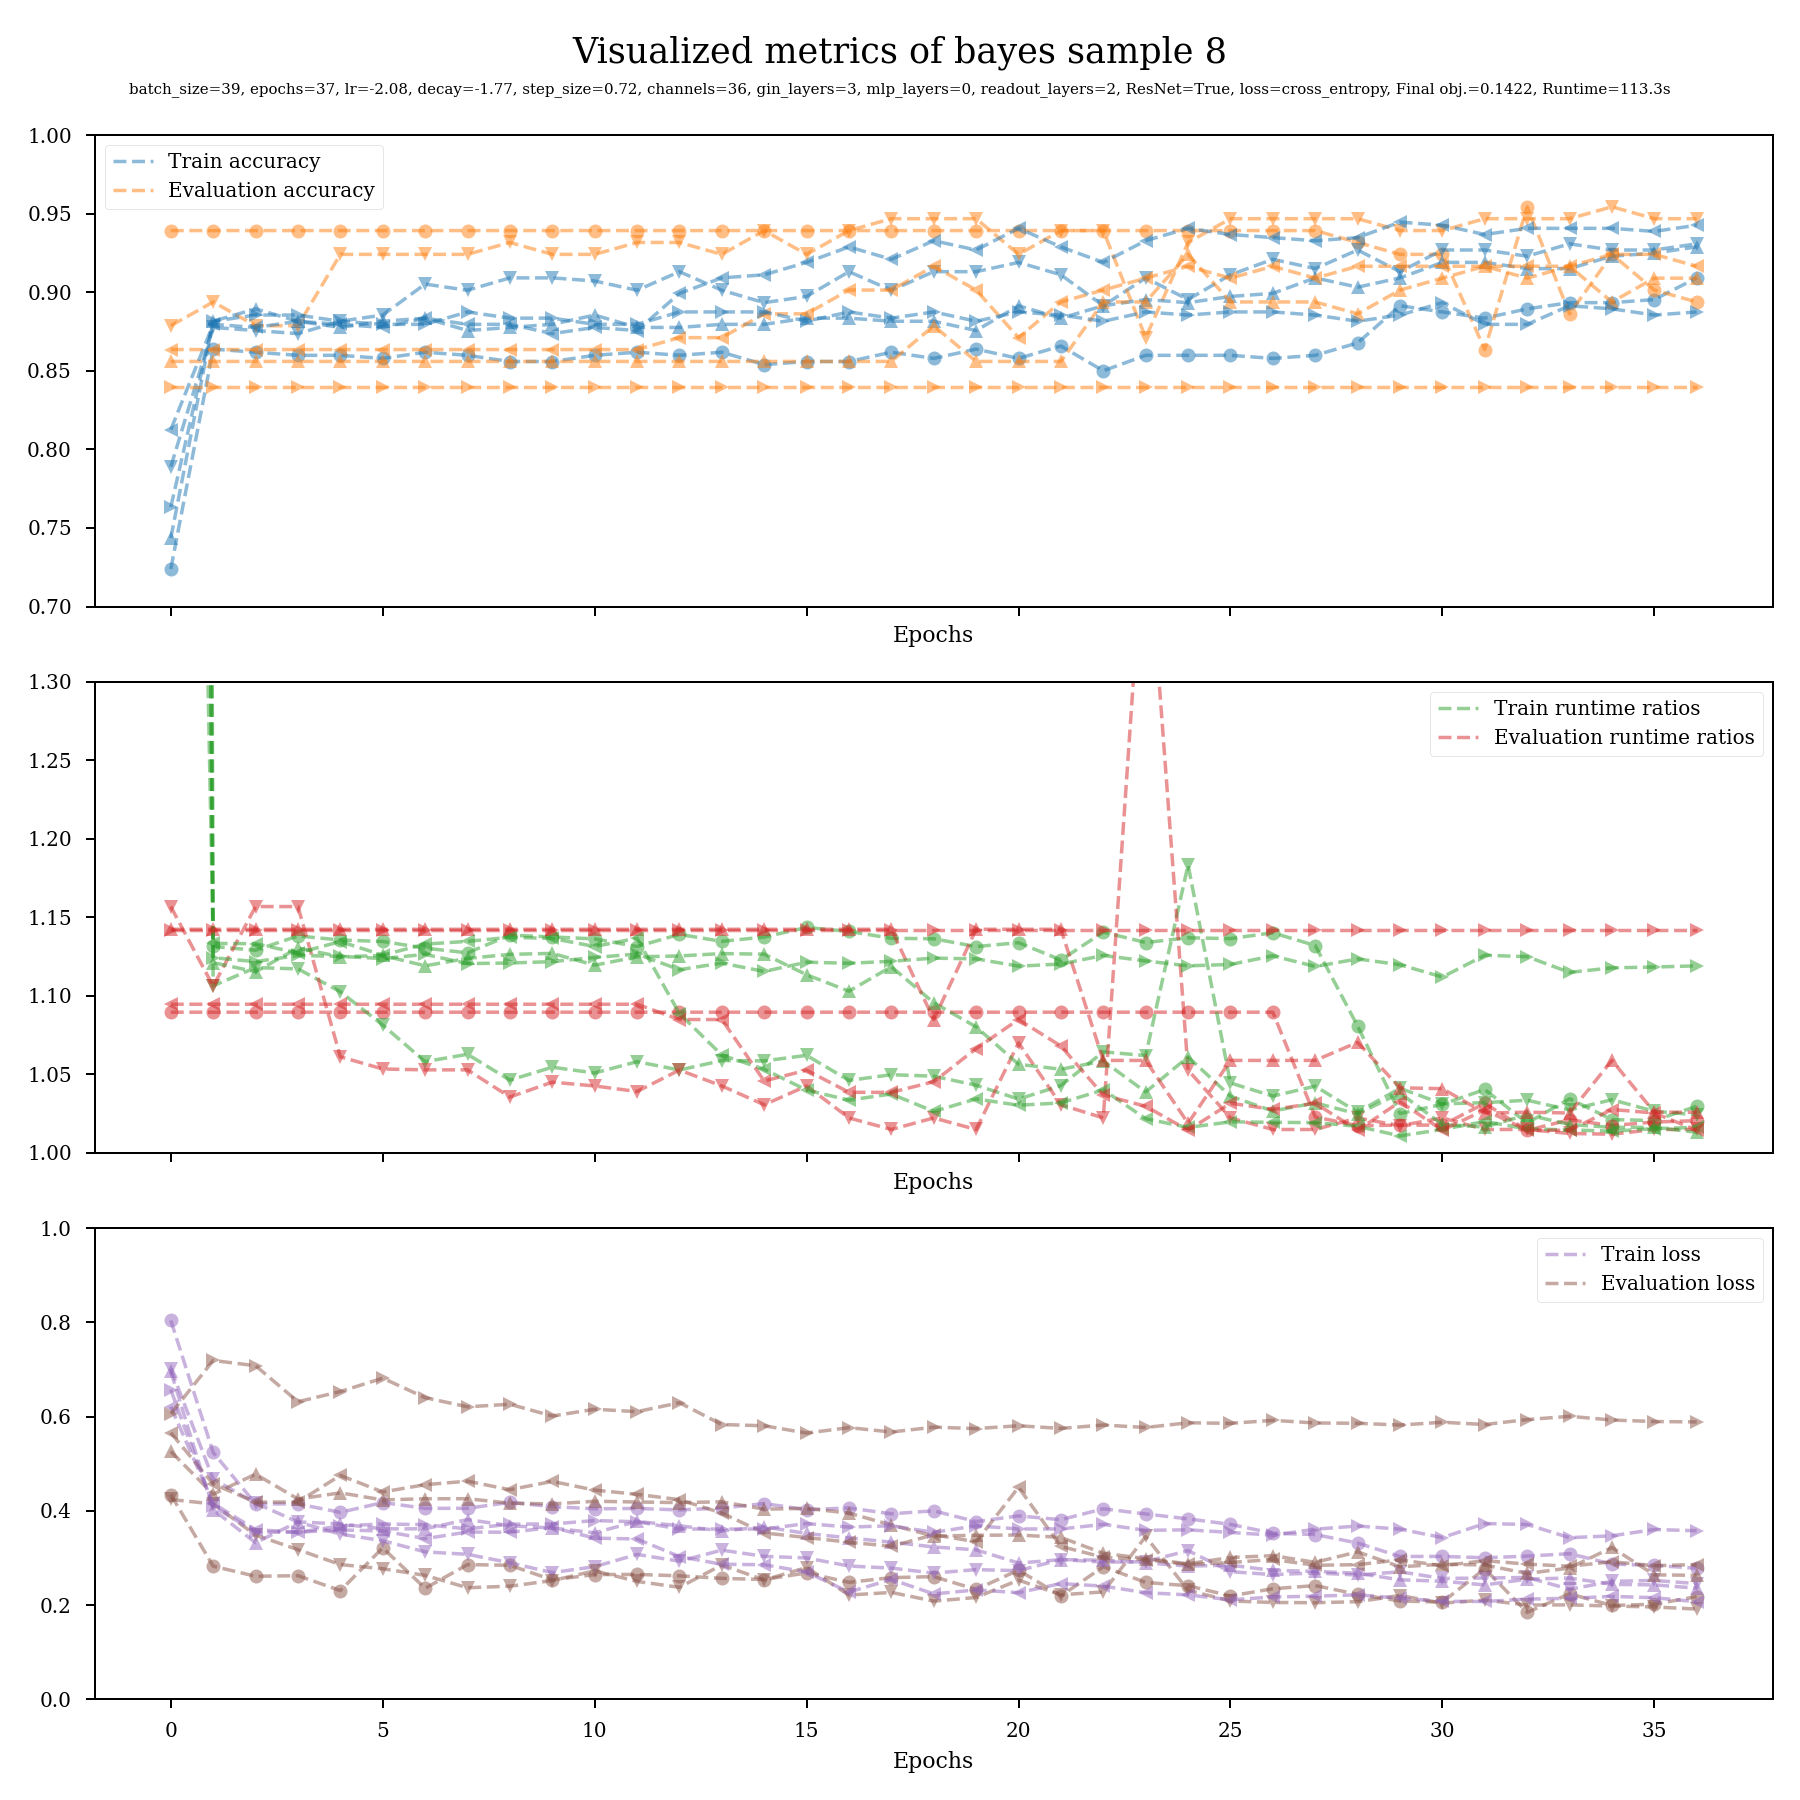 Visualized metrics of bayes sample 8
batch_size=39, epochs=37, lr=-2.08, decay=-1.77, step_size=0.72, channels=36, gin_layers=3, mlp_layers=0, readout_layers=2, ResNet=True, loss=cross_entropy, Final obj.=0.1422, Runtime=113.3s
1.00
0.95
0.90
0.85
0.80
0.75
0.70
Train accuracy
Evaluation accuracy
Epochs
1.30
1.25
1.20
1.15
1.10
1.05
1.00
Train runtime ratios
Evaluation runtime ratios
Epochs
1.0
0.8
0.6
0.4
0.2
0.0
Train loss
Evaluation loss
0 5 10 15 20 25 30 35
Epochs